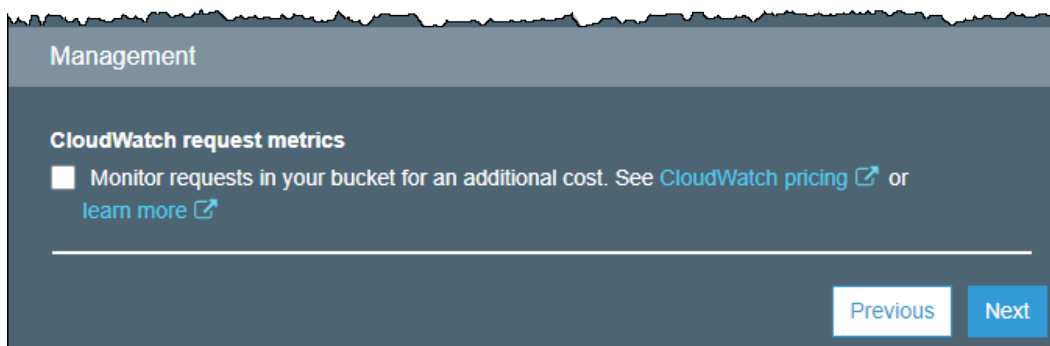 Management
CloudWatch request metrics
Monitor requests in your bucket for an additional cost. See CloudWatch pricing or
learn more
Previous Next